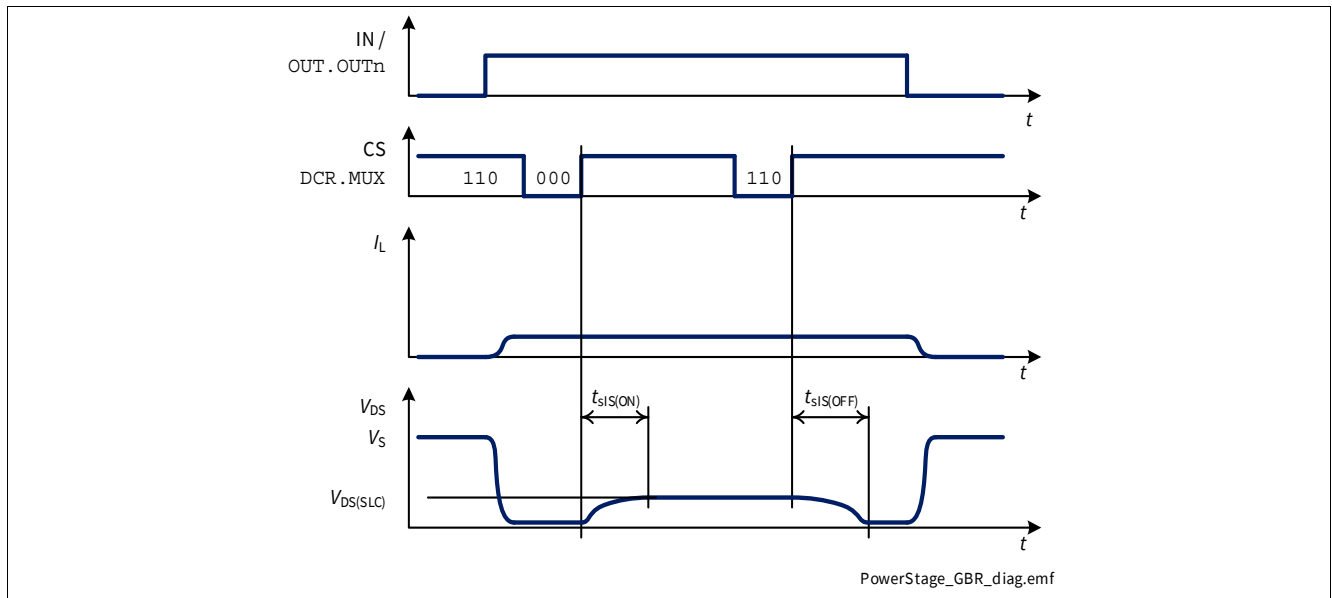 IN /
OUT.OUTn
t
CS
DCR.MUX 110 000 110
t
IL
t
tsIS(ON) tsIS(OFF)
VDS
VS
VDS(SLC)
t
PowerStage_GBR_diag.emf